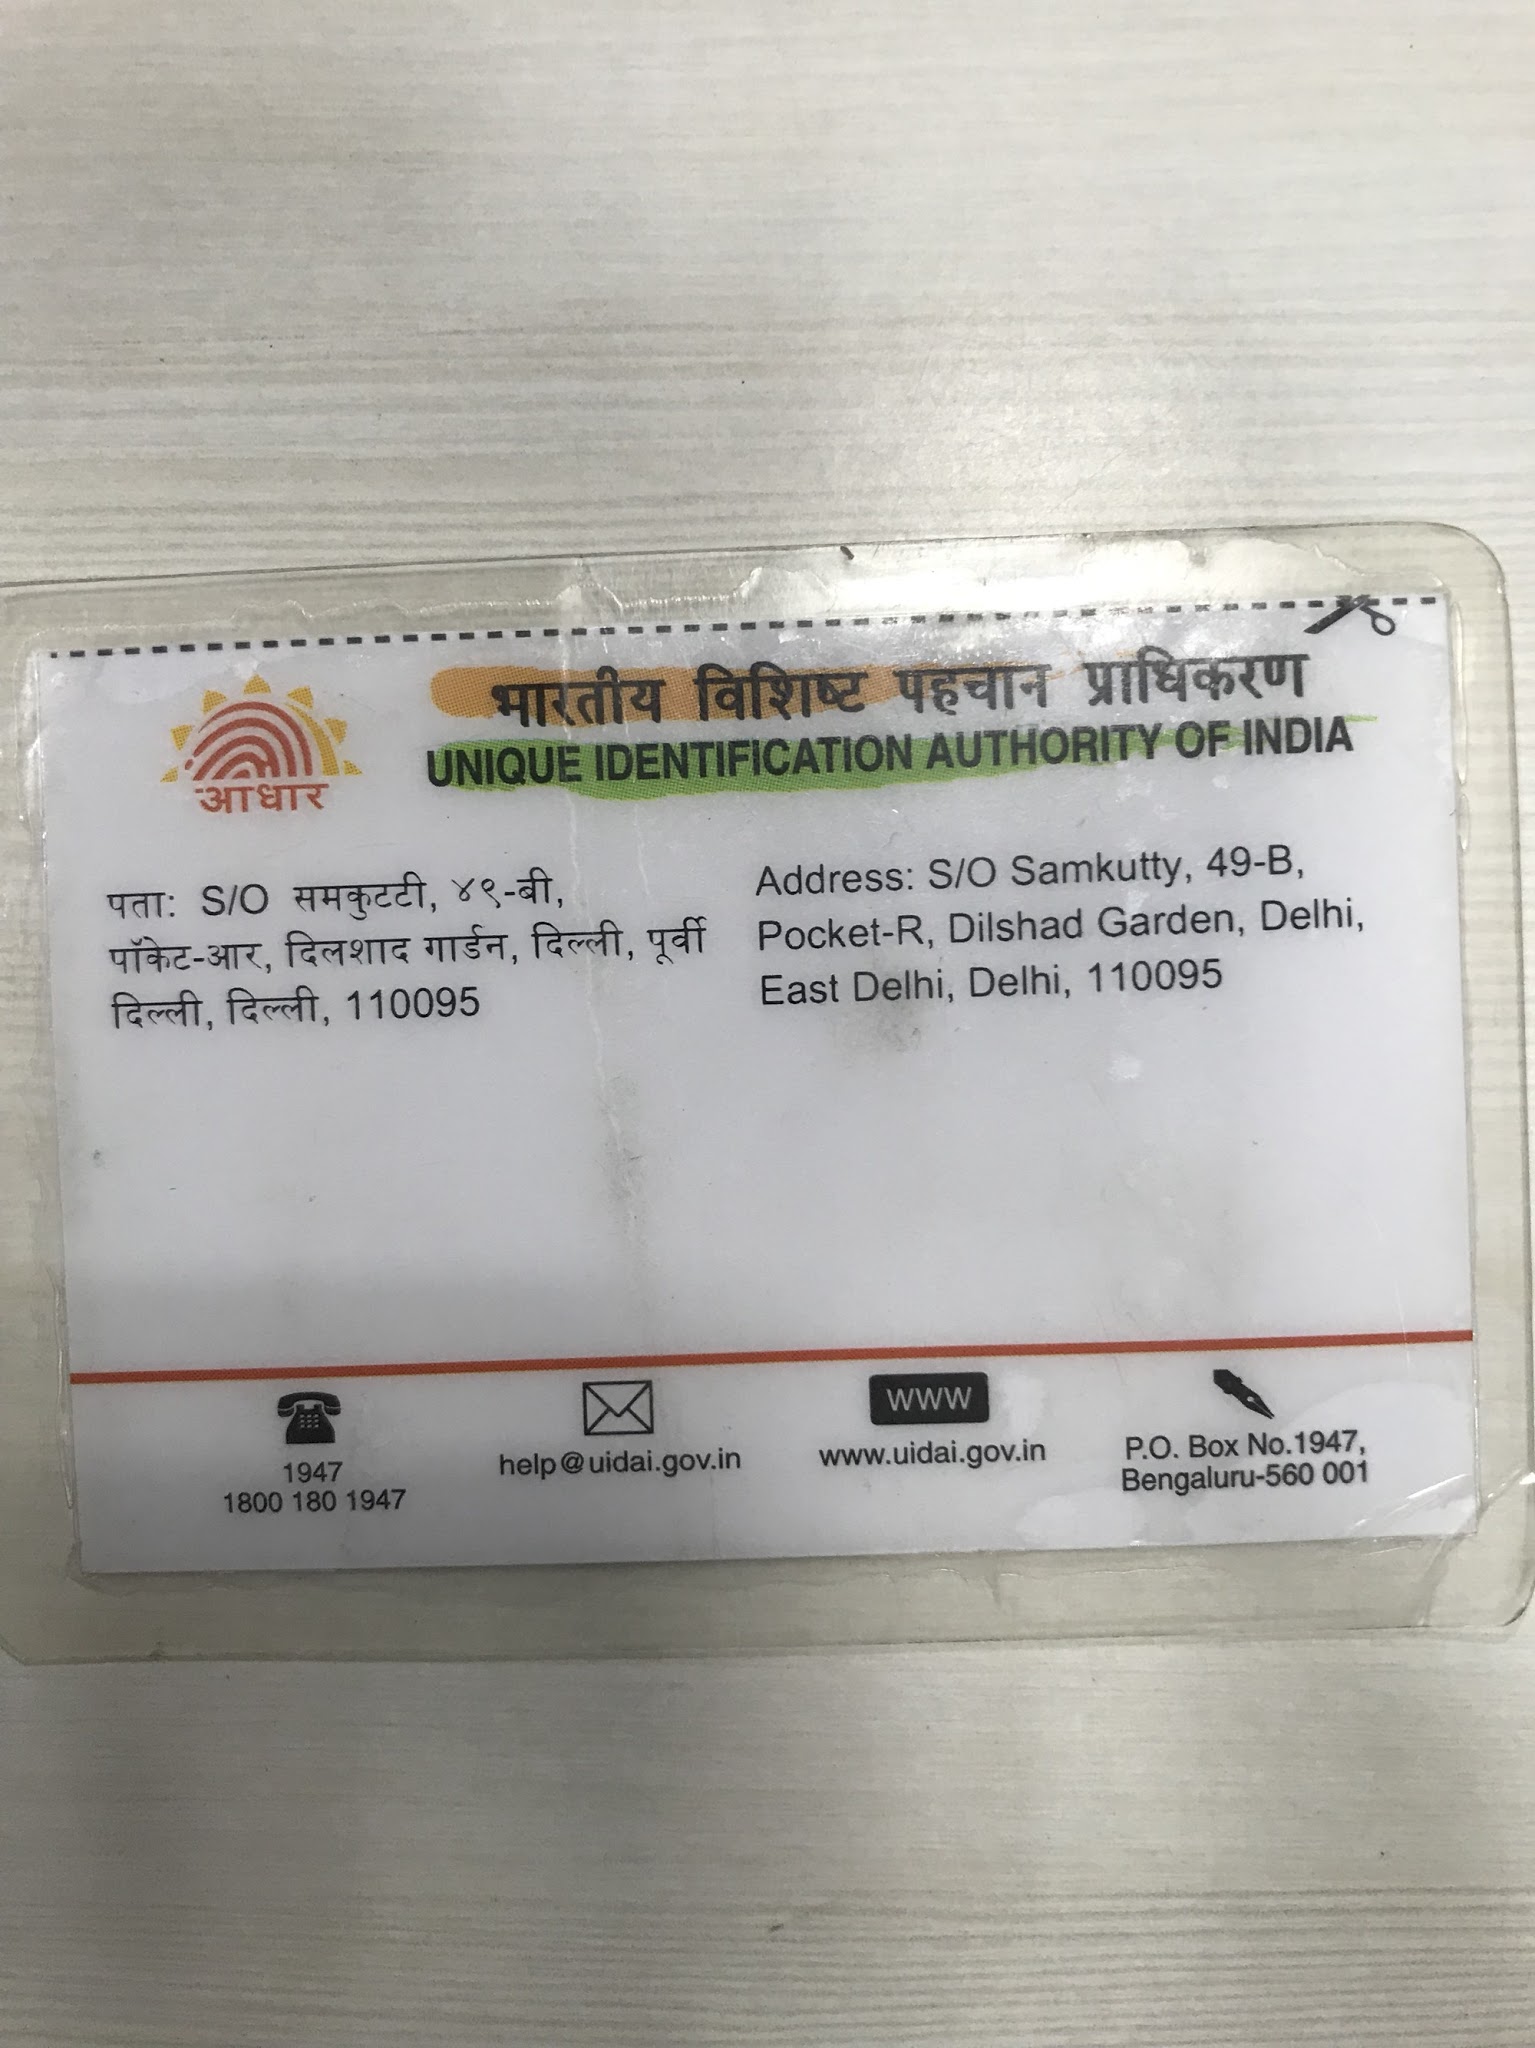 भारतीय विशिष्ट पहचान प्राधिकरण
UNIQUE IDENTIFICATION AUTHORITY OF INDIA
आधार
पता: S/O समकुटटी, ४९-बी,
पॉकेट-आर, दिलशाद गार्डन, दिल्ली, पूर्वी
दिल्ली, दिल्ली, 110095
Address: S/O Samkutty, 49-B,
Pocket-R, Dilshad Garden, Delhi,
East Delhi, Delhi, 110095
1947
1800 180 1947
help@uidai.gov.in
WWW
www.uidai.gov.in
P.O. Box No.1947,
Bengaluru-560 001